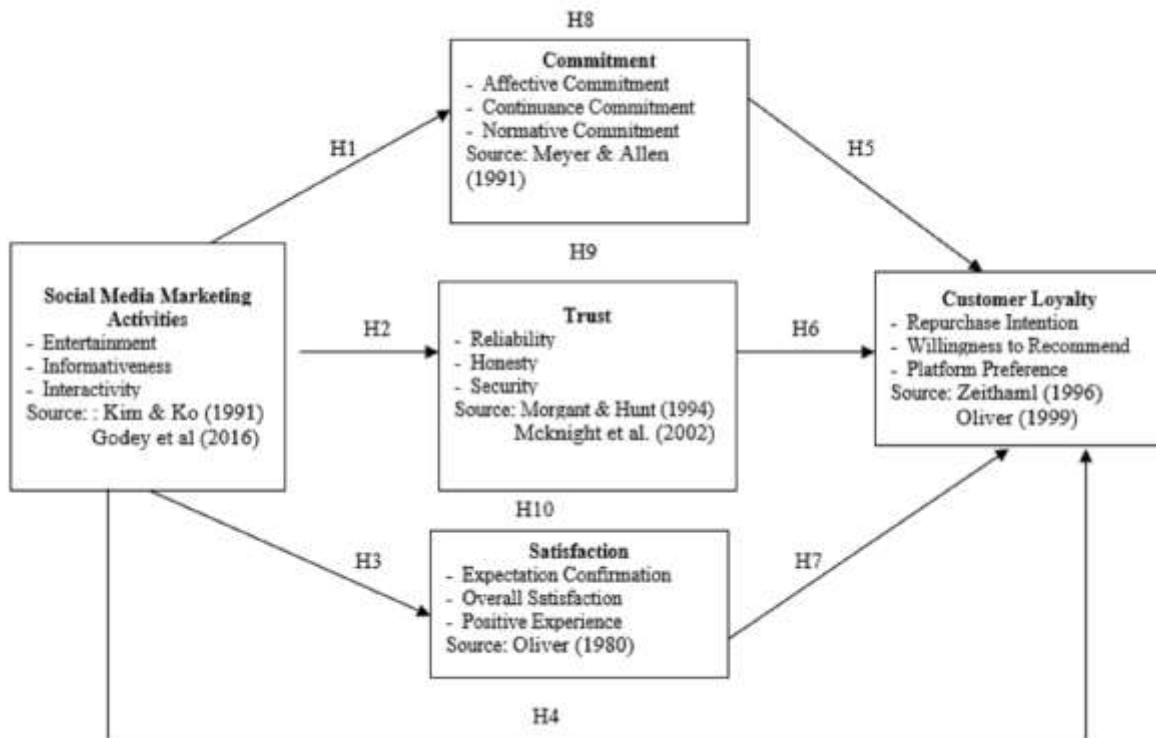 H8
Commitment
- Affective Commitment
- Continuance Commitment
- Normative Commitment
Source: Meyer & Allen
(1991)
H1
H5
H9
Social Media Marketing
Activities
- Entertainment
- Informativeness
- Interactivity
Source: : Kim & Ko (1991)
Godey et al (2016)
H2
Trust
- Reliability
- Honesty
- Security
Source: Morgant & Hunt (1994)
Mcknight et al. (2002)
H6
Customer Loyalty
- Repurchase Intention
- Willingness to Recommend
- Platform Preference
Source: Zeithaml (1996)
Oliver (1999)
H10
H3
Satisfaction
- Expectation Confirmation
- Overall Satisfaction
- Positive Experience
Source: Oliver (1980)
H7
H4